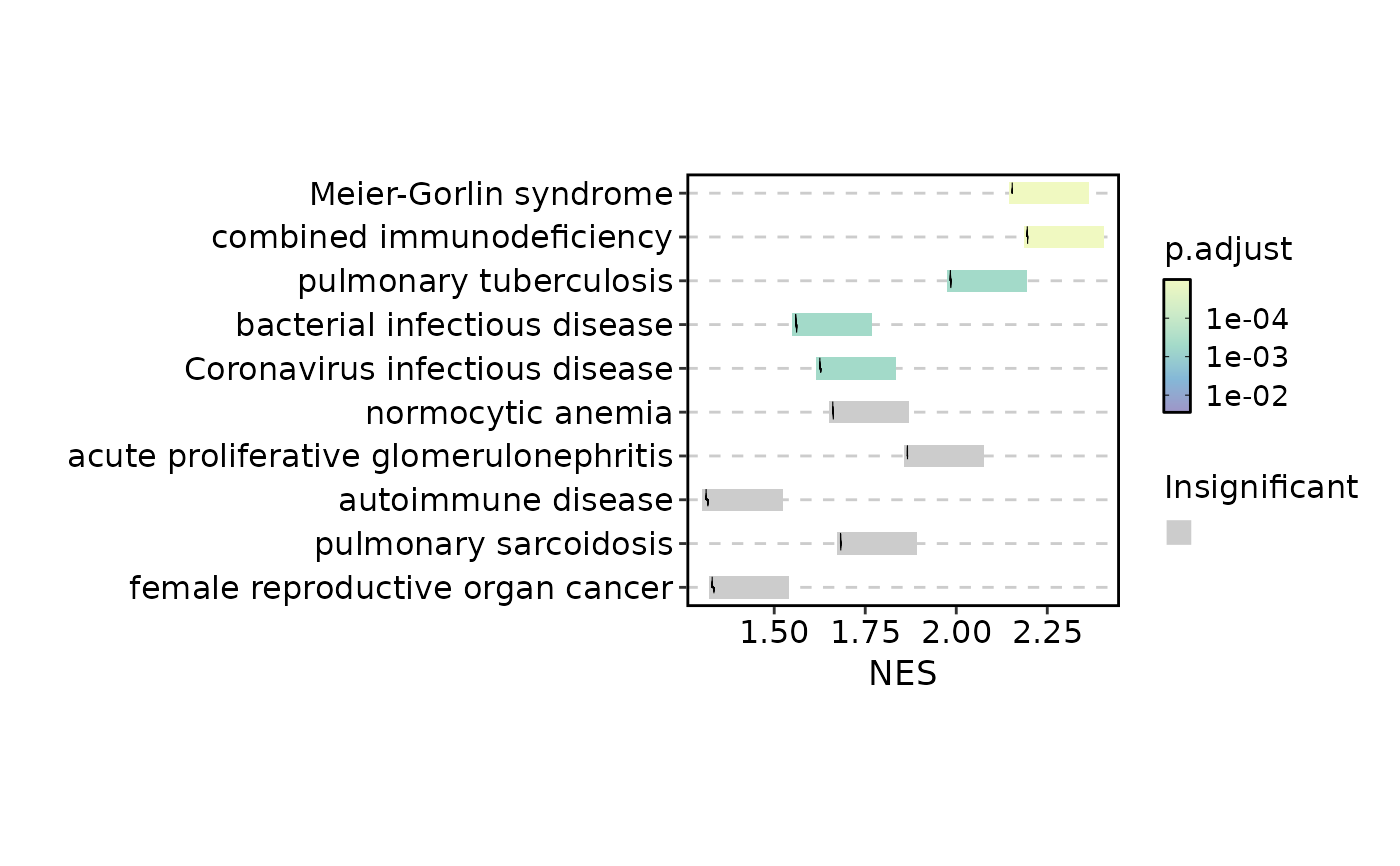 Meier-Gorlin syndrome
combined immunodeficiency
pulmonary tuberculosis
bacterial infectious disease
Coronavirus infectious disease
normocytic anemia
acute proliferative glomerulonephritis
autoimmune disease
pulmonary sarcoidosis
female reproductive organ cancer
1.50 1.75 2.00 2.25
NES
p.adjust
1e-04
1e-03
1e-02
Insignificant